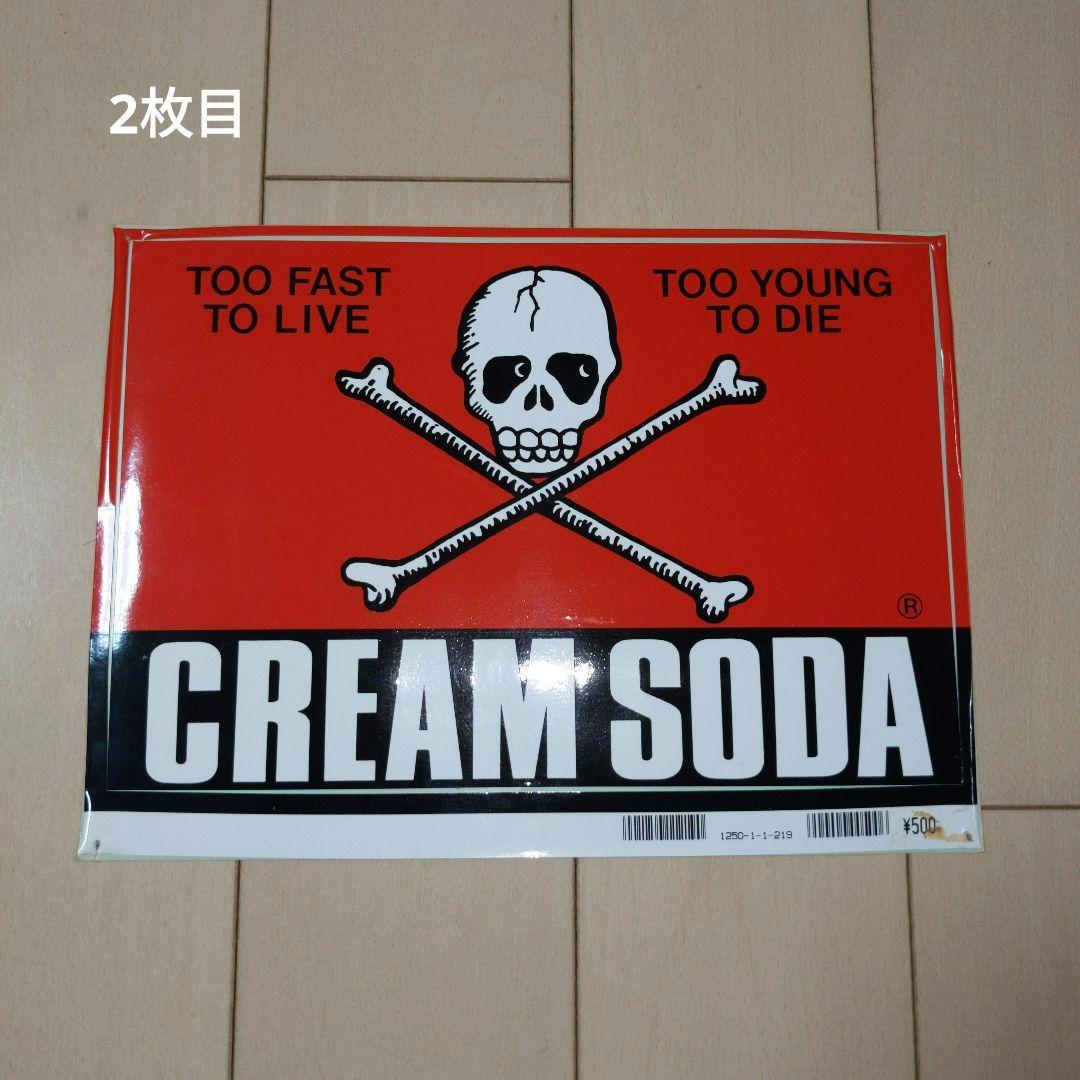 2枚目
TOO FAST
TO LIVE
TOO YOUNG
TO DIE
®
CREAM SODA
1250-1-1-219
¥500